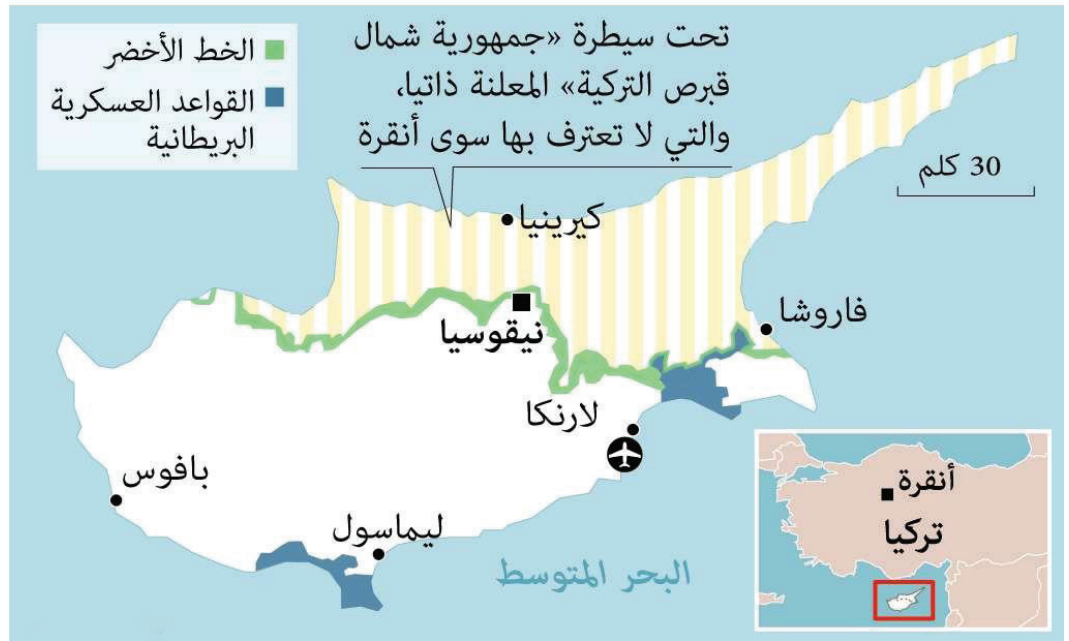 تحت سيطرة «جمهورية شمال
قبرص التركية» المعلنة ذاتيا،
والتي لا تعترف بها سوى أنقرة
الخط الأخضر
القواعد العسكرية
البريطانية
30 كلم
كيرينيا
فاروشا
نيقوسيا
لارنكا
بافوس
ليماسول
البحر المتوسط
أنقرة
تركيا